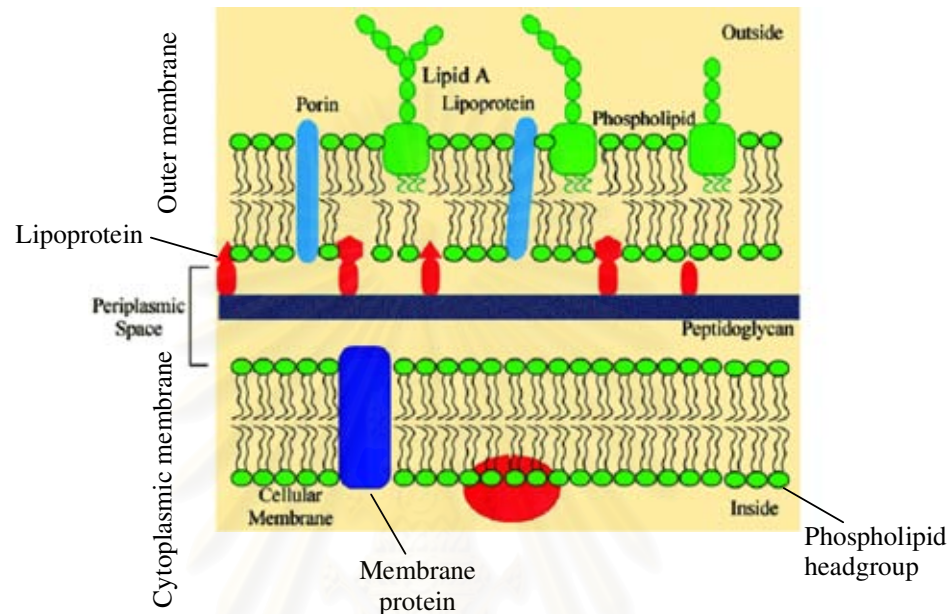 Outer membrane
Outside
Lipid A
Porin
Lipoprotein
Phospholipid
Lipoprotein
Periplasmic
Space
Peptidoglycan
Cytoplasmic membrane
Cellular
Membrane
Inside
Membrane
protein
Phospholipid
headgroup